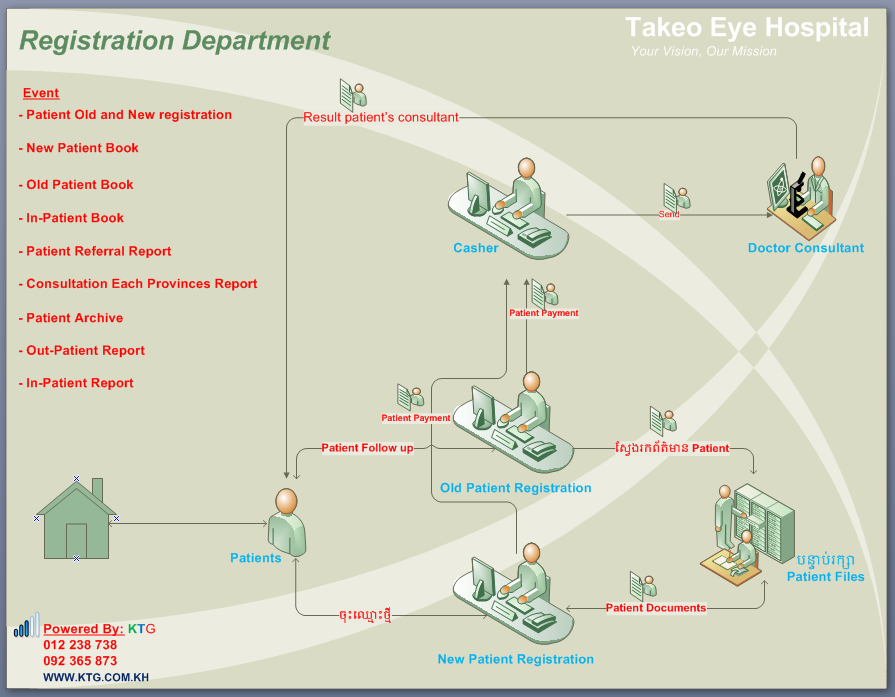 Registration Department
Takeo Eye Hospital
Your Vision, Our Mission
Event
- Patient Old and New registration
- New Patient Book
- Old Patient Book
- In-Patient Book
- Patient Referral Report
- Consultation Each Provinces Report
- Patient Archive
- Out-Patient Report
- In-Patient Report
Result patient's consultant
Send
Casher
Doctor Consultant
Patient Payment
Patient Payment
Patient Follow up
ស្វែងរកព័ត៌មាន Patient
Old Patient Registration
Patients
បន្ទាប់រក្សា
Patient Files
ចុះឈ្មោះថ្មី
Patient Documents
New Patient Registration
Powered By: KTG
012 238 738
092 365 873
WWW.KTG.COM.KH